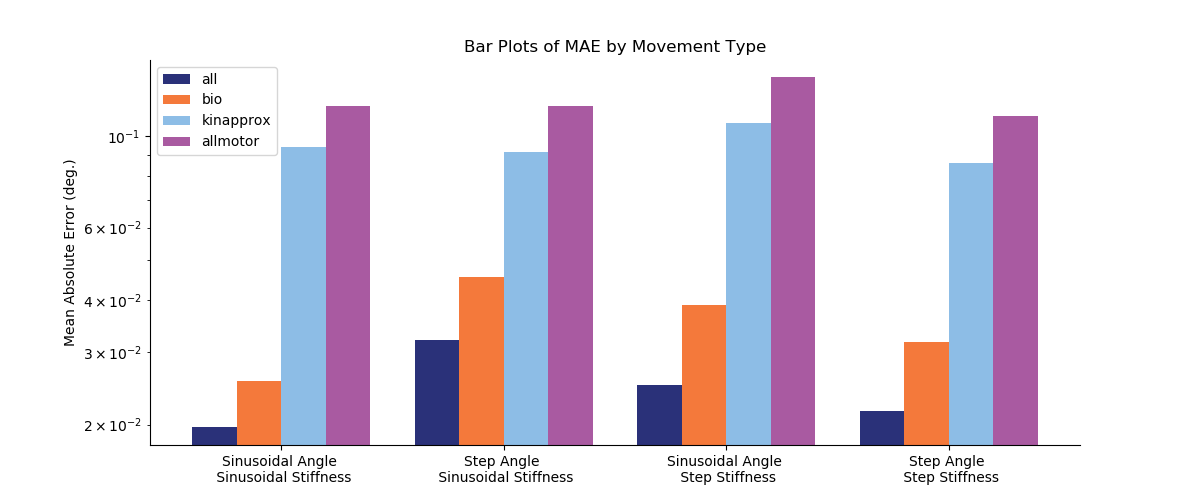 Bar Plots of MAE by Movement Type
all
bio
kinapprox
allmotor
Mean Absolute Error (deg.)
10⁻¹
6 × 10⁻²
4 × 10⁻²
3 × 10⁻²
2 × 10⁻²
Sinusoidal Angle
Sinusoidal Stiffness
Step Angle
Sinusoidal Stiffness
Sinusoidal Angle
Step Stiffness
Step Angle
Step Stiffness